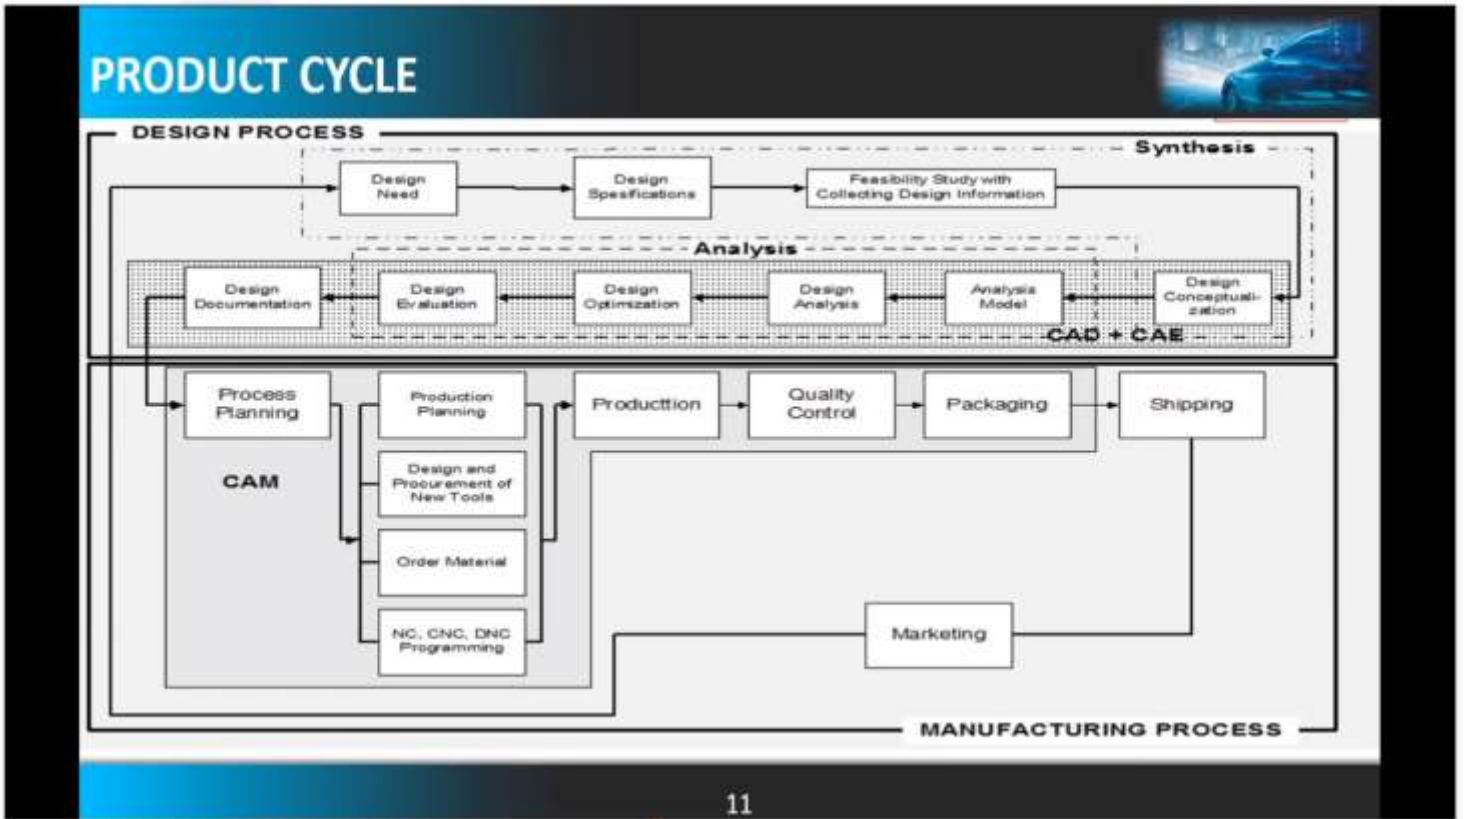 PRODUCT CYCLE
DESIGN PROCESS
Synthesis
Design
Need
Design
Spesifications
Feasibility Study with
Collecting Design Information
Analysis
Design
Documentation
Design
Evaluation
Design
Optimization
Design
Analysis
Analysis
Model
Design
Conceptuali-
zation
CAD + CAE
Process
Planning
Production
Planning
Producttion
Quality
Control
Packaging
Shipping
CAM
Design and
Procurement of
New Tools
Order Material
NC, CNC, DNC
Programming
Marketing
MANUFACTURING PROCESS
11